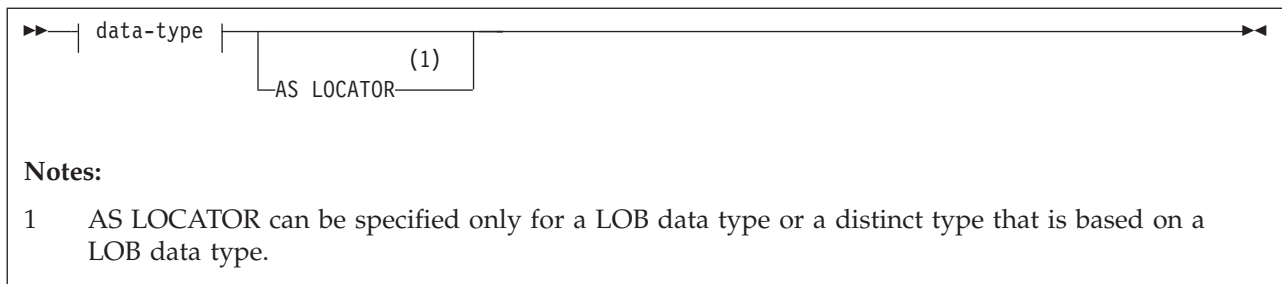 data-type
(1)
AS LOCATOR
Notes:
1 AS LOCATOR can be specified only for a LOB data type or a distinct type that is based on a
LOB data type.